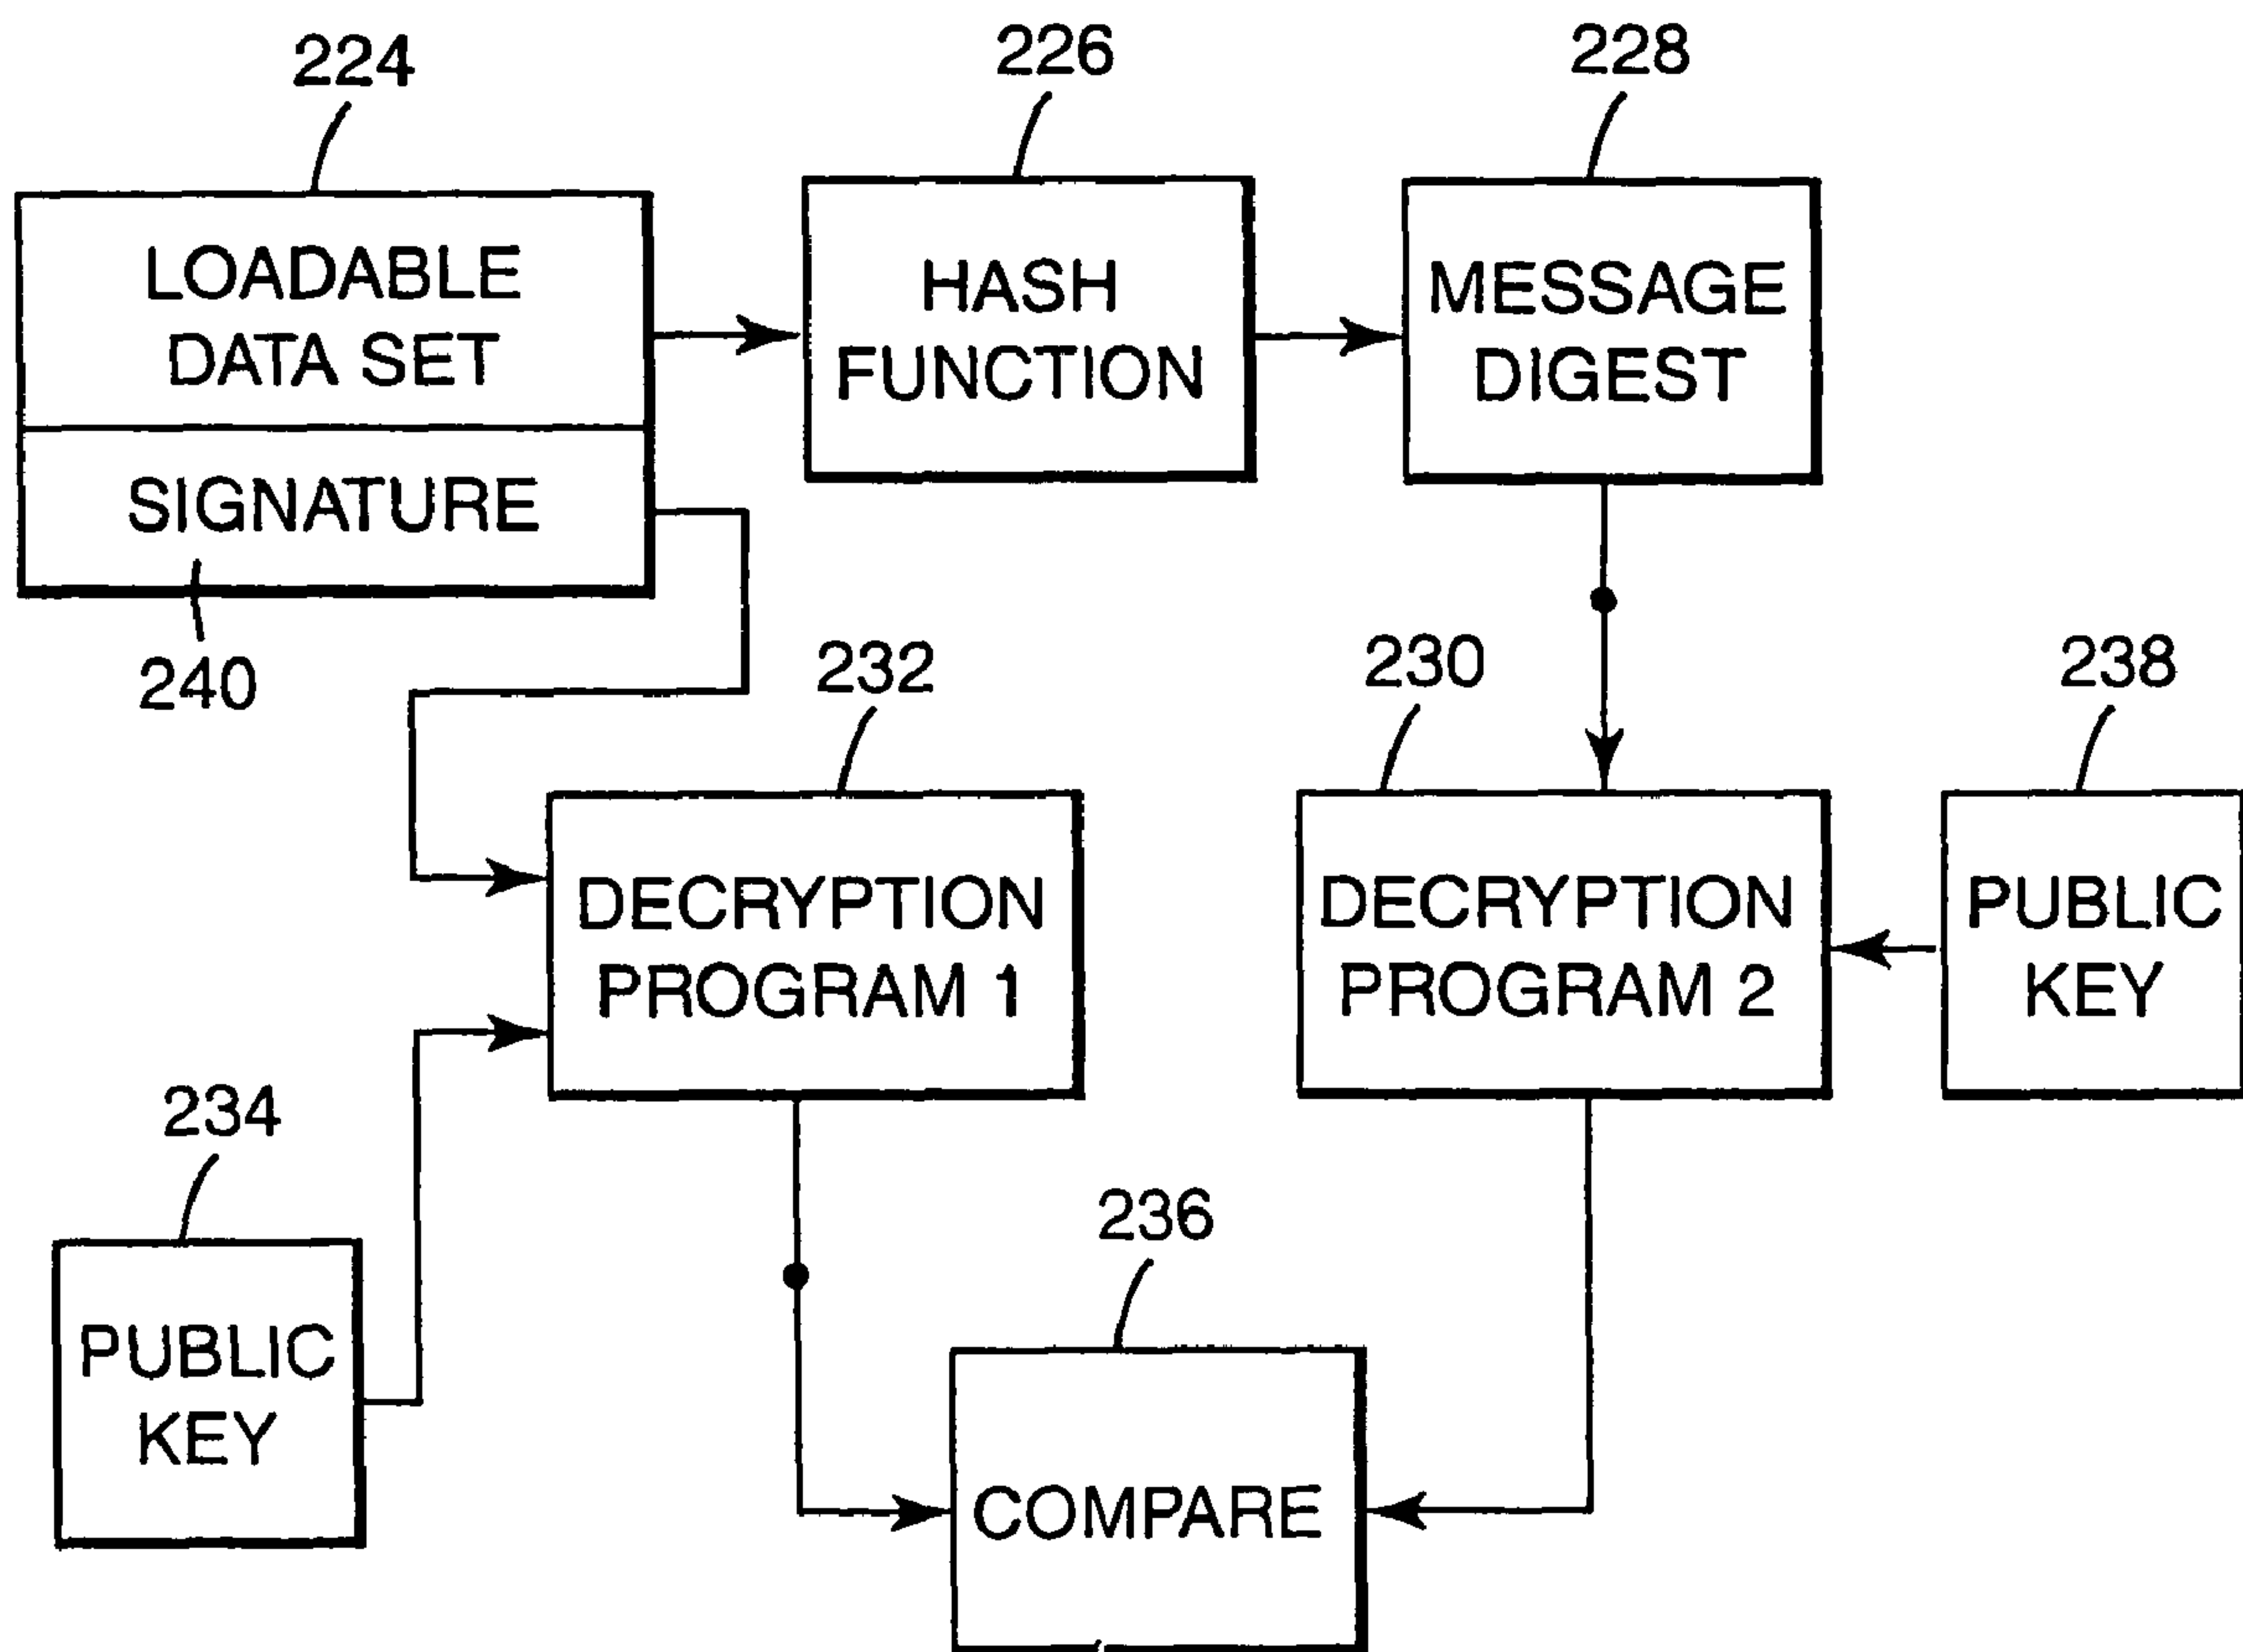 224
226
228
LOADABLE
DATA SET
HASH
FUNCTION
MESSAGE
DIGEST
SIGNATURE
240
232
230
238
DECRYPTION
PROGRAM 1
DECRYPTION
PROGRAM 2
PUBLIC
KEY
234
236
PUBLIC
KEY
COMPARE